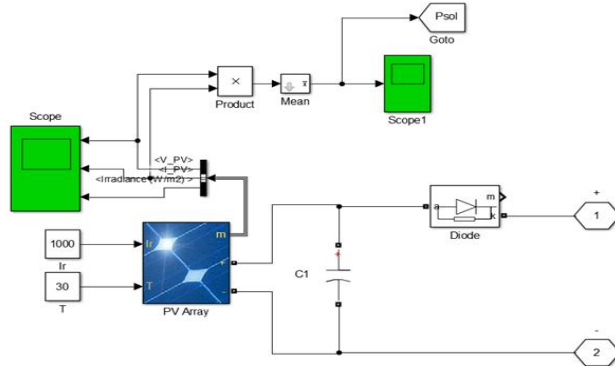 Psol
Goto
×
Product
x
Mean
Scope1
Scope
<V_PV>
<I_PV>
<Irradiance (W/m2) >
1000
Ir
30
T
Ir
T
m
+
-
PV Array
C1
+
a
m
k
Diode
+
1
-
2